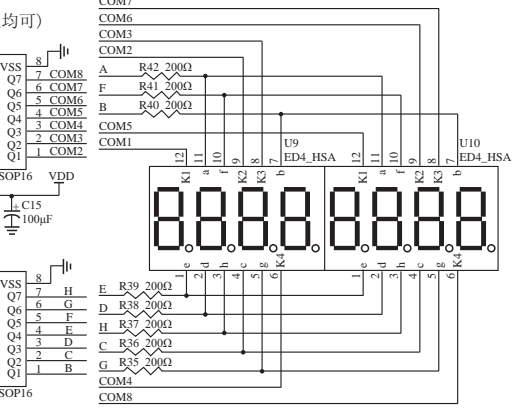 COM7
均可)
COM6
COM3
COM2
VSS 8
Q7 7 COM8
Q6 6 COM7
Q5 5 COM6
Q4 4 COM5
Q3 3 COM4
Q2 2 COM3
Q1 1 COM2
SOP16
A R42 200Ω
F R41 200Ω
B R40 200Ω
COM5
COM1
U9
ED4_HSA
U10
ED4_HSA
12 11 10 9 8 7
K1 a f K2 K3 b
12 11 10 9 8 7
K1 a f K2 K3 b
VDD
+ C15
100μF
e d h c g K4
1 2 3 4 5 6
e d h c g K4
1 2 3 4 5 6
VSS 8
Q7 7 H
Q6 6 G
Q5 5 F
Q4 4 E
Q3 3 D
Q2 2 C
Q1 1 B
SOP16
E R39 200Ω
D R38 200Ω
H R37 200Ω
C R36 200Ω
G R35 200Ω
COM4
COM8